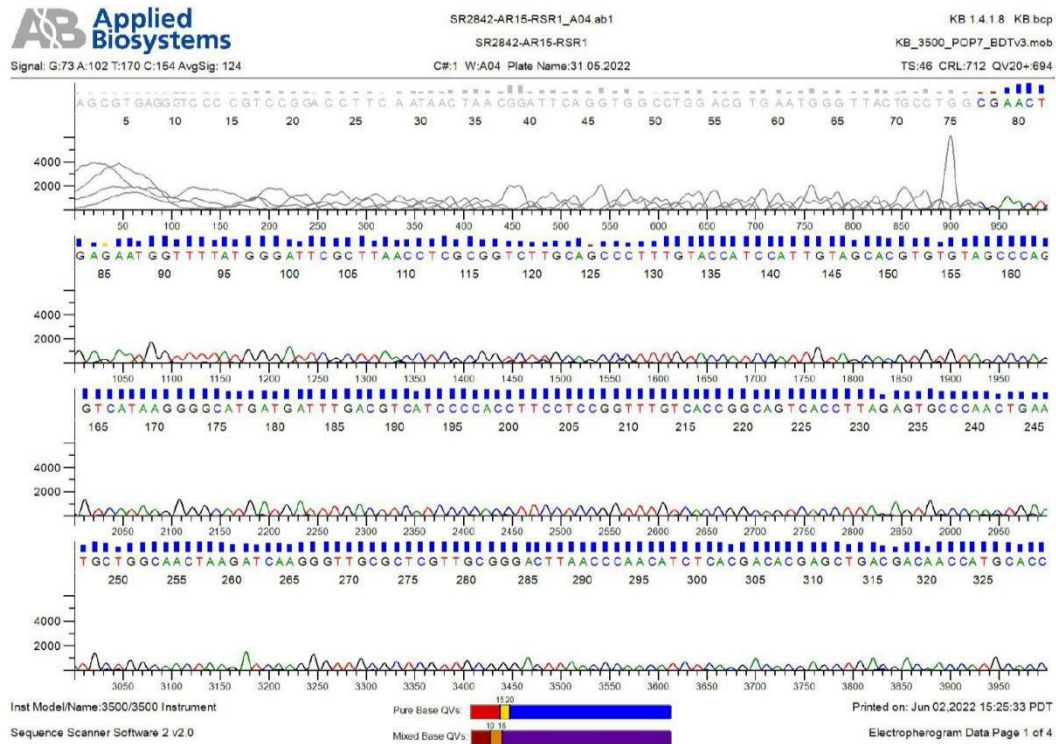 AB Applied Biosystems
SR2842-AR15-RSR1_A04.ab1
KB 1.4.1.8 KB.bcp
SR2842-AR15-RSR1
KB_3500_POP7_BDTv3.mob
Signal: G:73 A:102 T:170 C:154 AvgSig: 124
C#:1 W:A04 Plate Name:31.05.2022
TS:46 CRL:712 QV20+:694
AGCGTGAGGGTCCCCGTCCGGACCTTCAATAACTAACGGATTCAGGTGGCCTGGACGTGAATGGGTTACTGCCTGGCGAACT
5 10 15 20 25 30 35 40 45 50 55 60 65 70 75 80
4000
2000
50 100 150 200 250 300 350 400 450 500 550 600 650 700 750 800 850 900 950
GAGAATGGTTTTATGGGATTCGCTTAACCTCGCGGTCTTGCAGCCCTTTGTACCATCCATTGTAGCACGTGTGTAGCCCAG
85 90 95 100 105 110 115 120 125 130 135 140 145 150 155 160
4000
2000
1050 1100 1150 1200 1250 1300 1350 1400 1450 1500 1550 1600 1650 1700 1750 1800 1850 1900 1950
GTCATAAGGGGCATGATGATTTGACGTCATCCCCACCTTCCTCCGGTTTGTCACCGGCAGTCACCTTAGAGTGCCCAACTGAA
165 170 175 180 185 190 195 200 205 210 215 220 225 230 235 240 246
4000
2000
2050 2100 2150 2200 2250 2300 2350 2400 2450 2500 2550 2600 2650 2700 2750 2800 2850 2900 2950
TGCTGGCAACTAAGATCAAGGGTTGCGCTCGTTGCGGGACTTAACCCAACATCTCACGACACGAGCTGACGACAACCATGCACC
250 255 260 265 270 275 280 285 290 295 300 305 310 315 320 325
4000
2000
3050 3100 3150 3200 3250 3300 3350 3400 3450 3500 3550 3600 3650 3700 3750 3800 3850 3900 3950
Inst Model/Name:3500/3500 Instrument
Pure Base QVs:
15 20
Printed on: Jun 02,2022 15:25:33 PDT
Sequence Scanner Software 2 v2.0
Mixed Base QVs:
10 16
Electropherogram Data Page 1 of 4